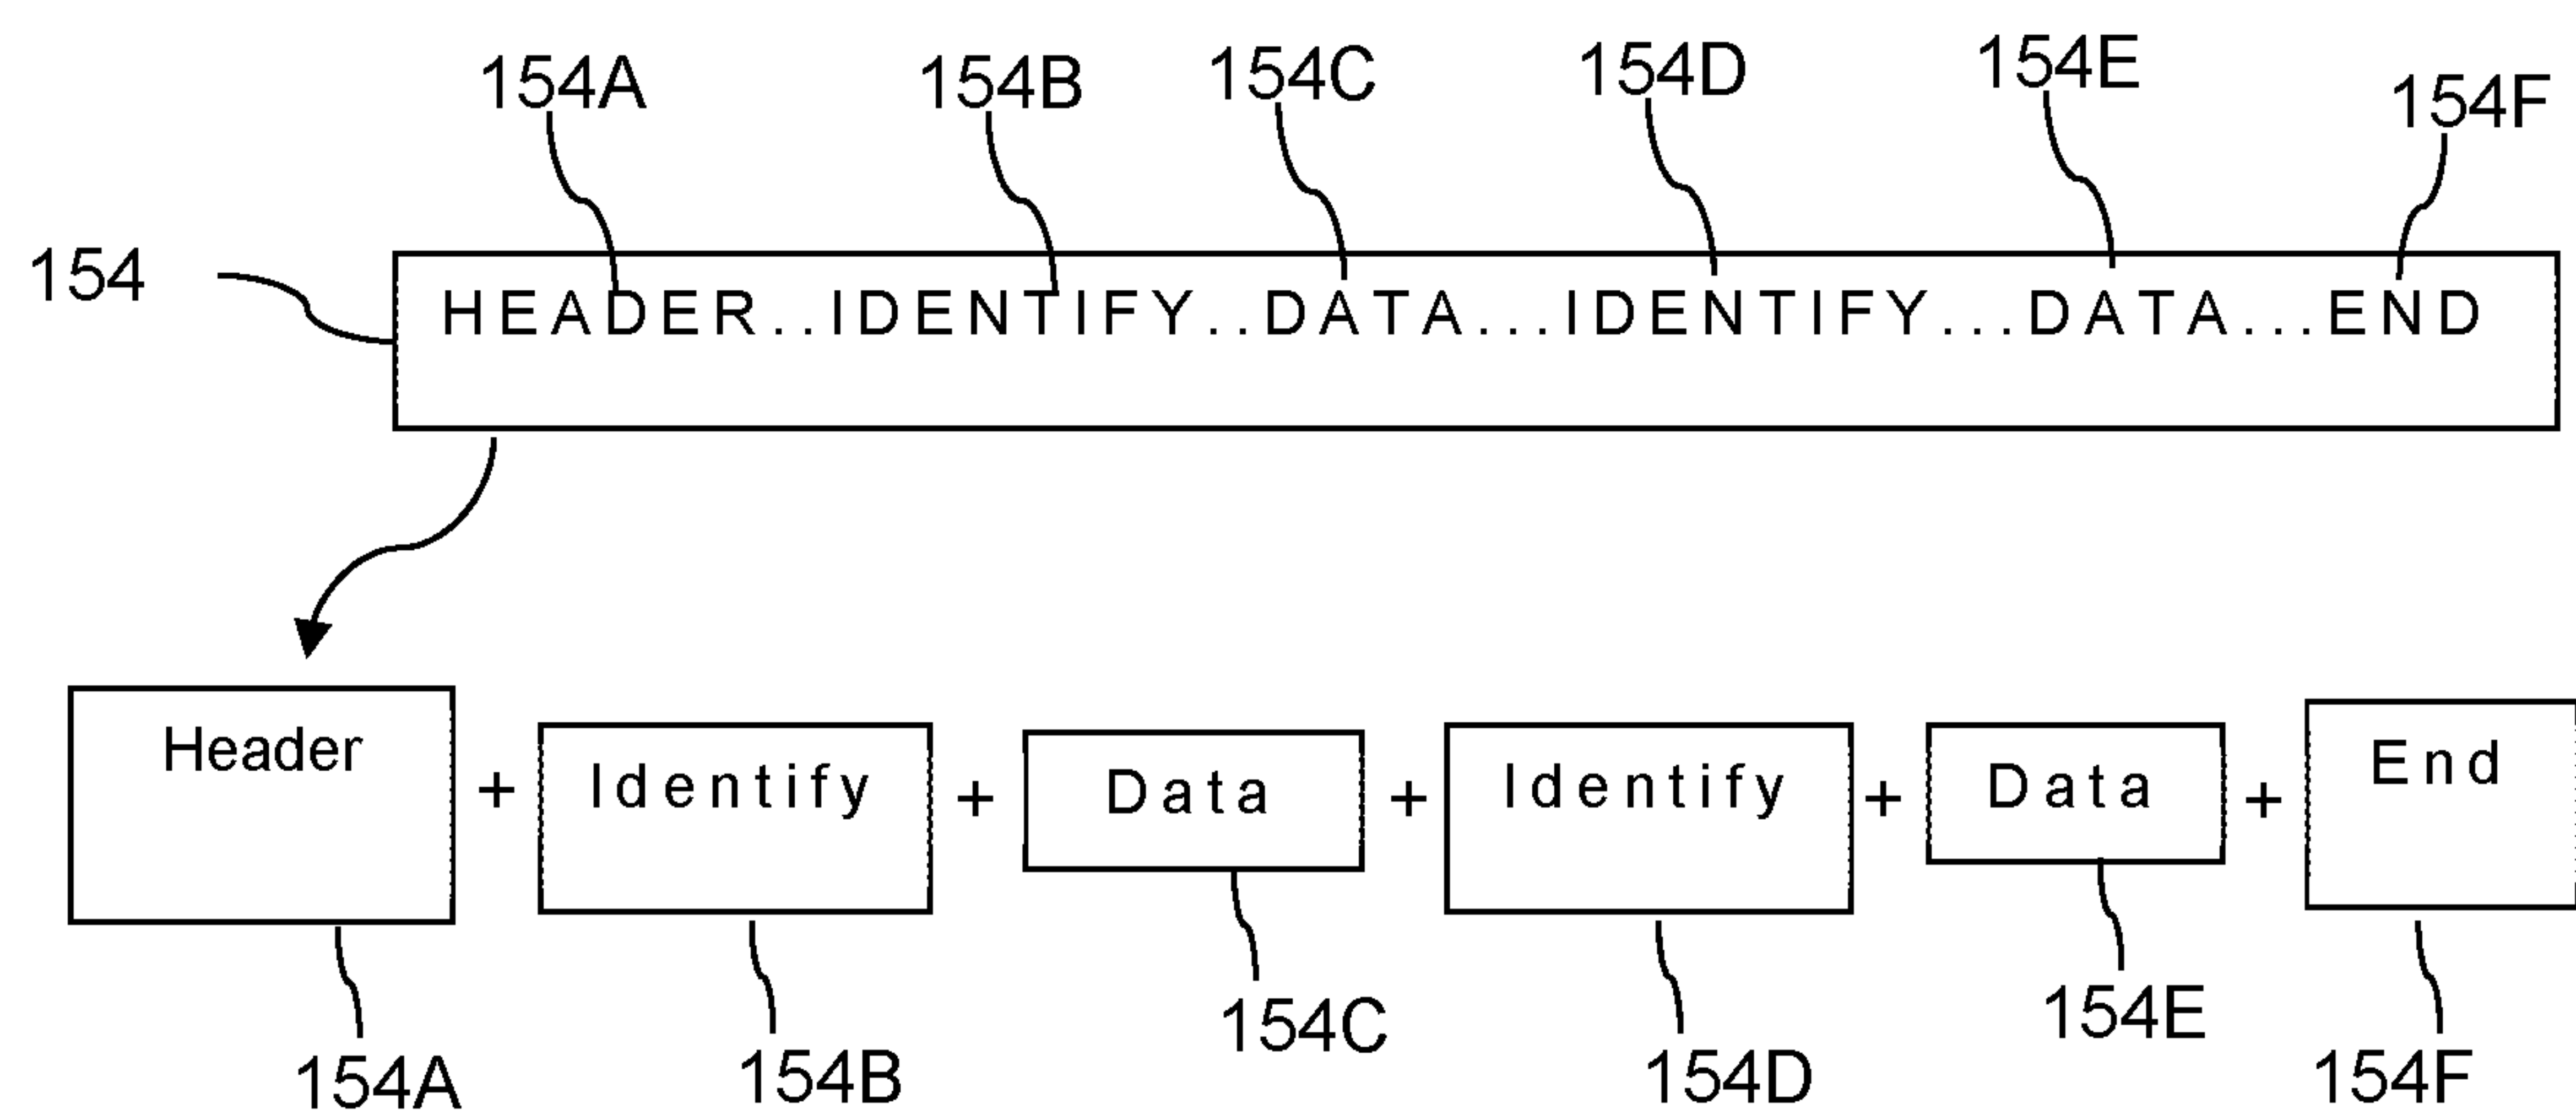 154A 154B 154C 154D 154E 154F
154
HEADER..IDENTIFY..DATA...IDENTIFY...DATA...END
Header + Identify + Data + Identify + Data + End
154A 154B 154C 154D 154E 154F